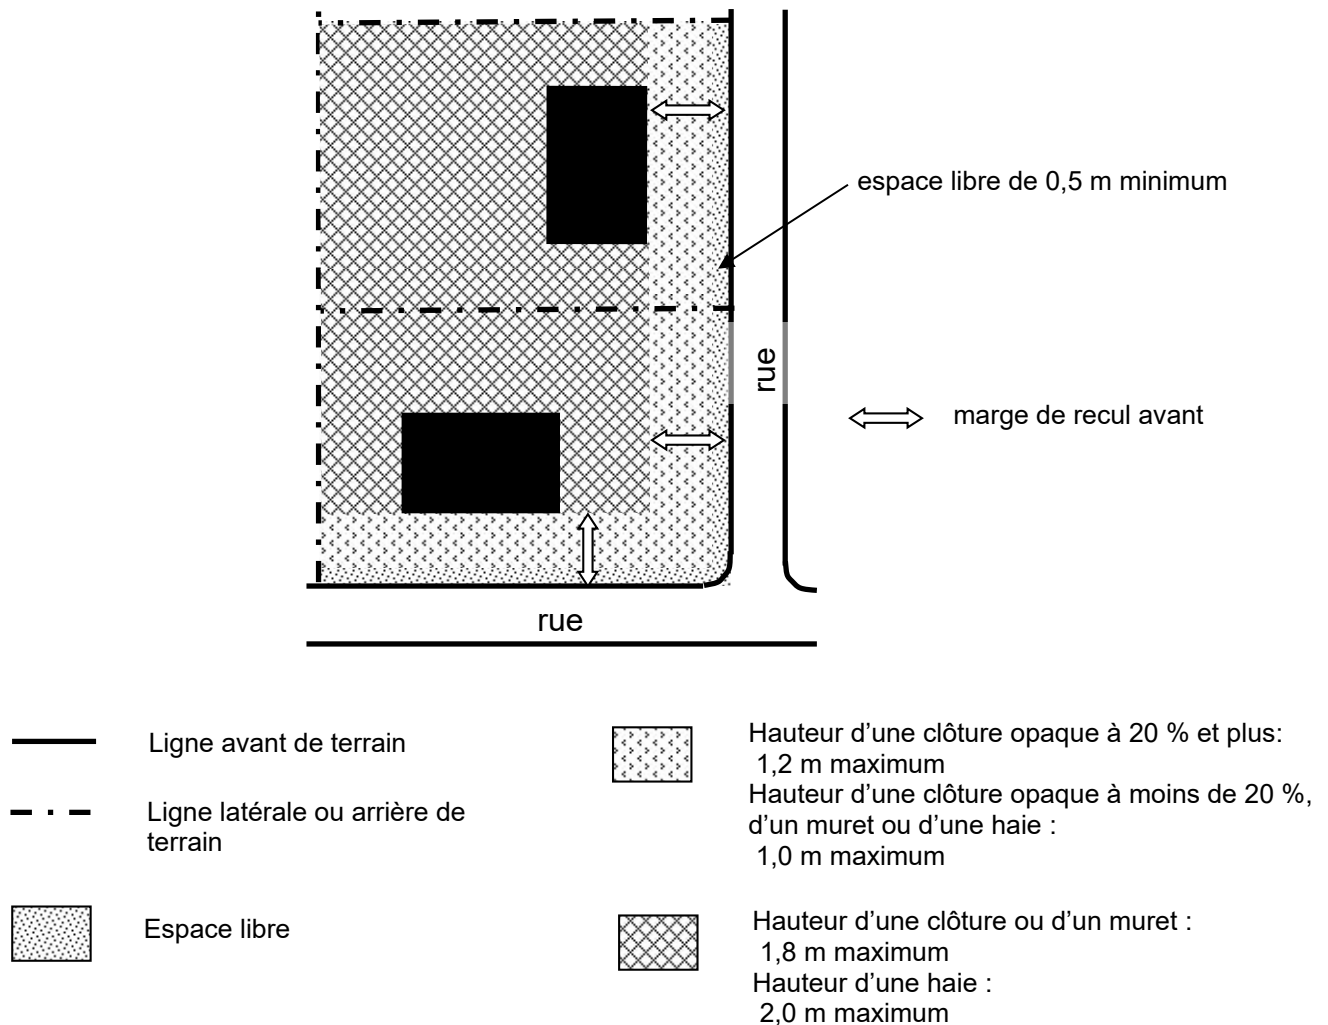 espace libre de 0,5 m minimum
rue
marge de recul avant
rue
Ligne avant de terrain
Ligne latérale ou arrière de
terrain
Espace libre
Hauteur d’une clôture opaque à 20 % et plus:
1,2 m maximum
Hauteur d’une clôture opaque à moins de 20 %,
d’un muret ou d’une haie :
1,0 m maximum
Hauteur d’une clôture ou d’un muret :
1,8 m maximum
Hauteur d’une haie :
2,0 m maximum